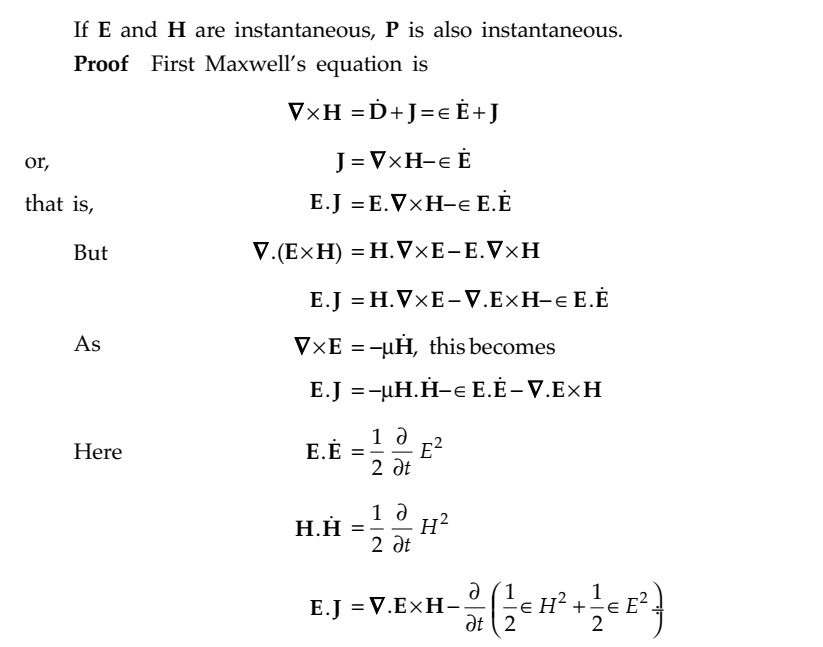 If E and H are instantaneous, P is also instantaneous.
Proof First Maxwell's equation is
∇×H = Ḋ+J=∈ Ė+J
or, J = ∇×H–∈ Ė
that is, E.J = E.∇×H–∈ E.Ė
But ∇.(E×H) = H.∇×E–E.∇×H
E.J = H.∇×E–∇.E×H–∈ E.Ė
As ∇×E = –μḢ, this becomes
E.J = –μH.Ḣ–∈ E.Ė–∇.E×H
Here E.Ė = 1/2 ∂/∂t E²
H.Ḣ = 1/2 ∂/∂t H²
E.J = ∇.E×H– ∂/∂t (1/2 ∈ H² + 1/2 ∈ E²)